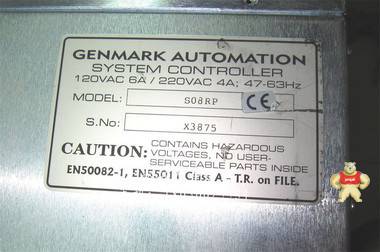 GENMARK AUTOMATION
SYSTEM CONTROLLER
120VAC 6A / 220VAC 4A; 47-63Hz
MODEL: S08RP CE
S.No: X3875
CAUTION: CONTAINS HAZARDOUS
VOLTAGES, NO USER-
SERVICEABLE PARTS INSIDE
EN50082-1, EN55011 Class A - T.R. on FILE.